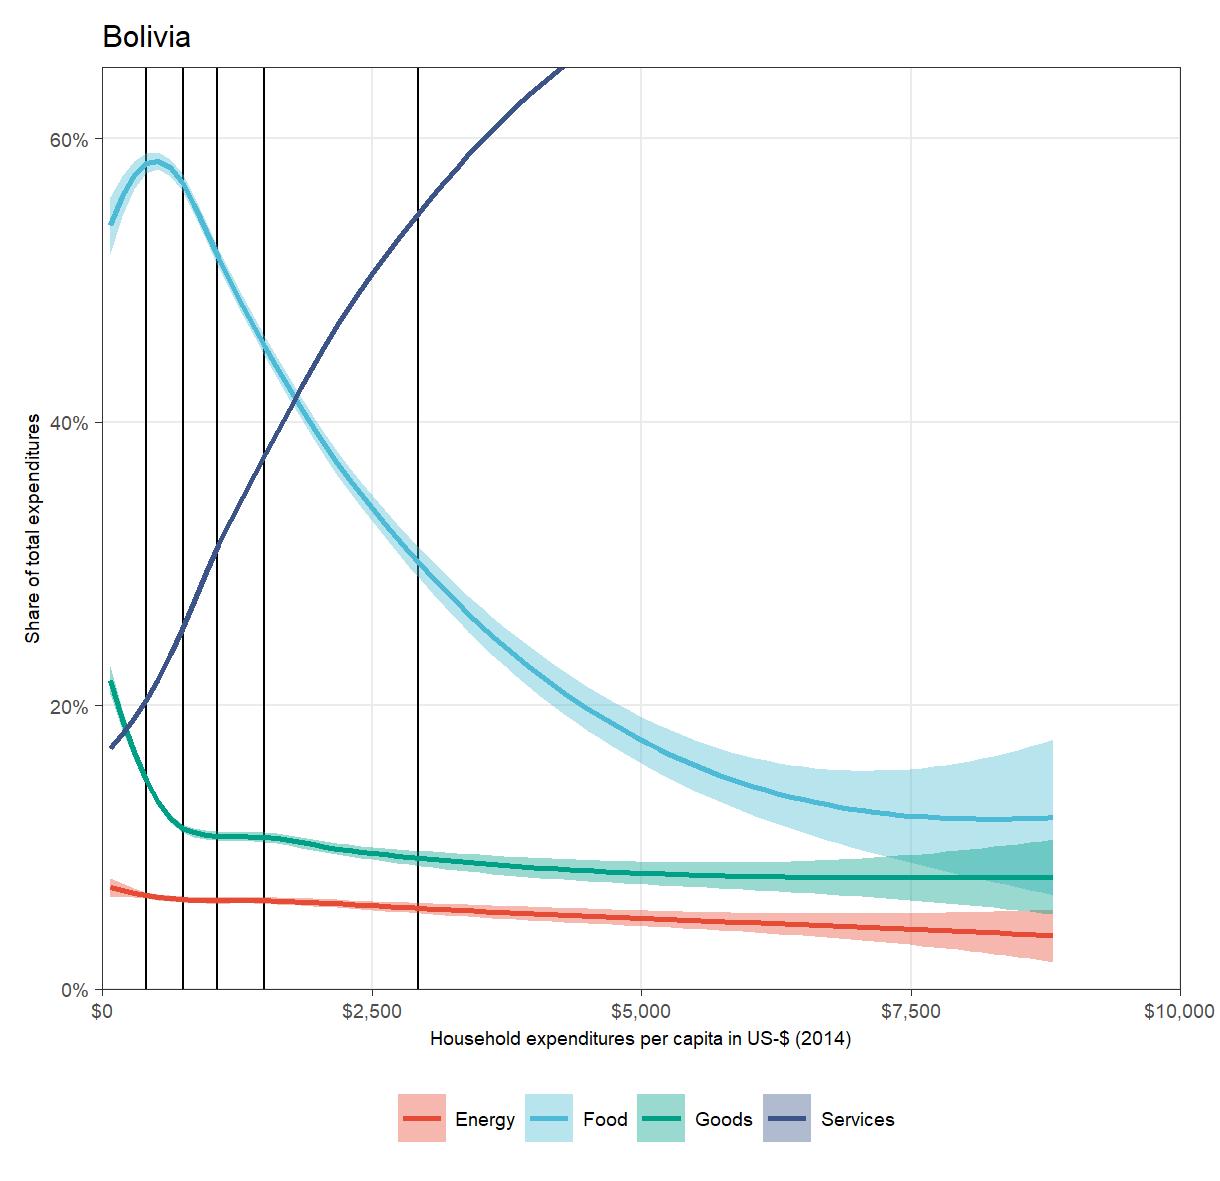 Bolivia
60%
40%
20%
0%
Share of total expenditures
$0 $2,500 $5,000 $7,500 $10,000
Household expenditures per capita in US-$ (2014)
Energy Food Goods Services